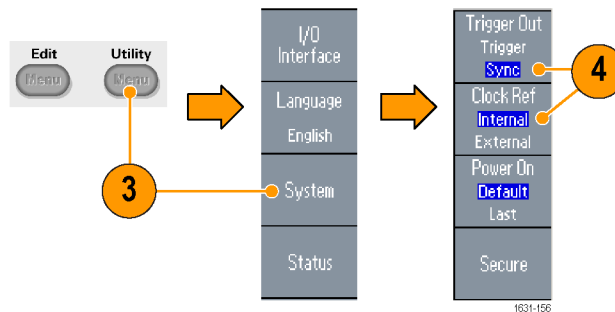 Edit
Utility
Menu
Menu
3
I/O
Interface
Language
English
System
Status
Trigger Out
Trigger
Sync
Clock Ref
Internal
External
Power On
Default
Last
Secure
4
1631-156